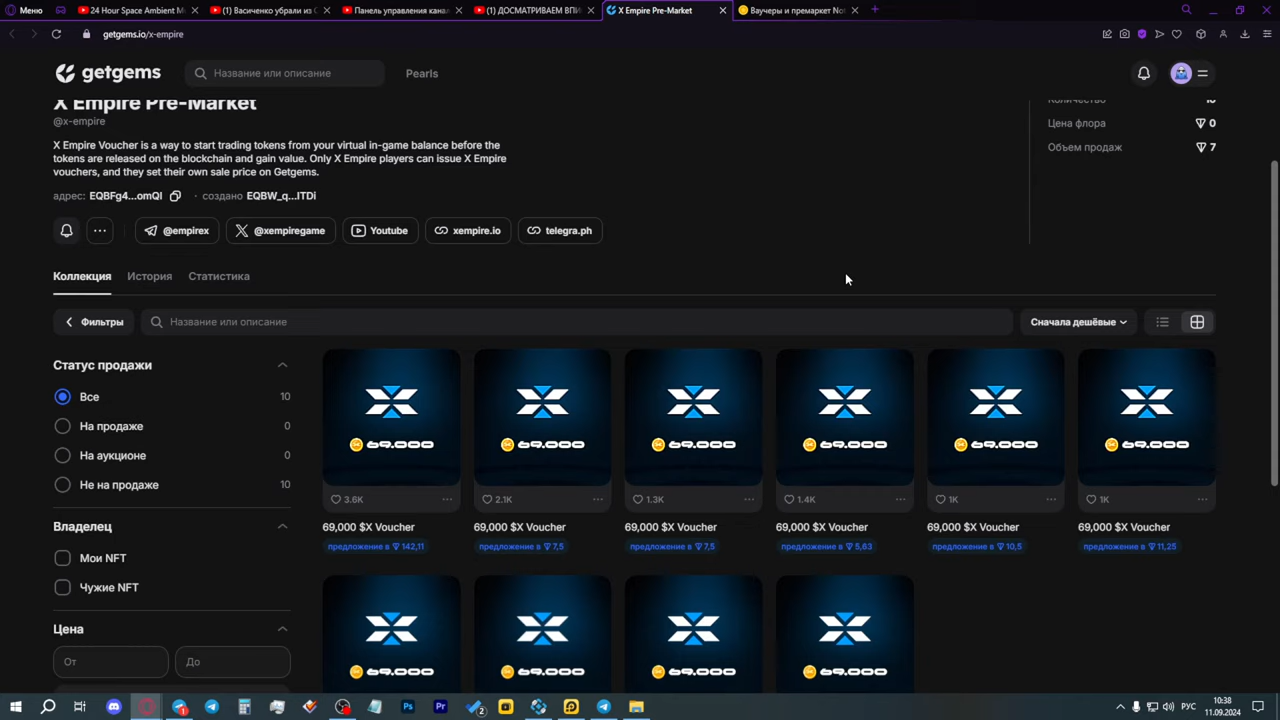 Меню
24 Hour Space Ambient M
(1) Васиченко убрали из С
Панель управления кана
(1) ДОСМАТРИВАЕМ ВПИ
X Empire Pre-Market
Ваучеры и премаркет Not
getgems.io/x-empire
getgems
Название или описание
Pearls
X Empire Pre-Market
@x-empire
X Empire Voucher is a way to start trading tokens from your virtual in-game balance before the
tokens are released on the blockchain and gain value. Only X Empire players can issue X Empire
vouchers, and they set their own sale price on Getgems.
адрес: EQBFg4...omQI · создано EQBW_q...ITDi
Количество 10
Цена флора 0
Объем продаж 7
@empirex
@xempiregame
Youtube
xempire.io
telegra.ph
Коллекция
История
Статистика
Фильтры
Название или описание
Сначала дешёвые
Статус продажи
Все 10
На продаже 0
На аукционе 0
Не на продаже 10
Владелец
Мои NFT
Чужие NFT
Цена
От
До
69.000 69.000 69.000 69.000 69.000 69.000
3.6K 2.1K 1.3K 1.4K 1K 1K
69,000 $X Voucher 69,000 $X Voucher 69,000 $X Voucher 69,000 $X Voucher 69,000 $X Voucher 69,000 $X Voucher
предложение в 142,11 предложение в 7,5 предложение в 7,5 предложение в 5,63 предложение в 10,5 предложение в 11,25
69.000 69.000 69.000 69.000
РУС
10:38
11.09.2024